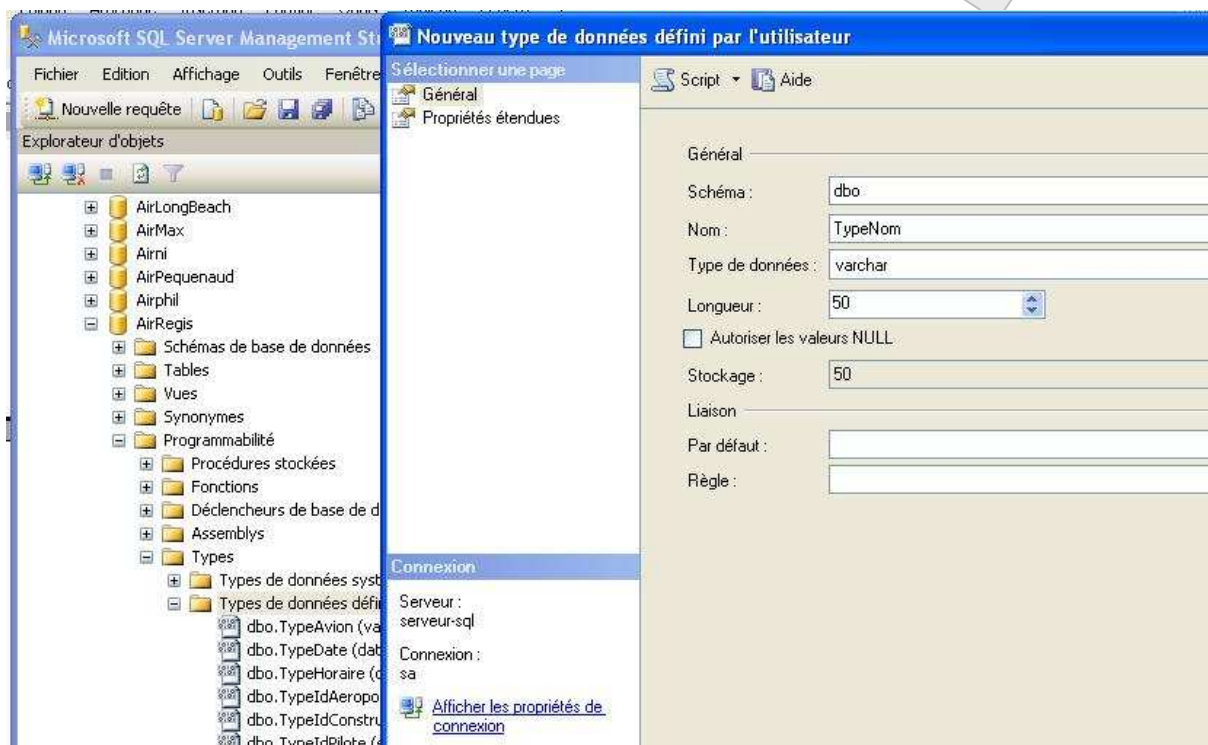 Microsoft SQL Server Management St
Fichier Edition Affichage Outils Fenêtre
Nouvelle requête
Explorateur d'objets
AirLongBeach
AirMax
Airni
AirPequenaud
Airphil
AirRegis
Schémas de base de données
Tables
Vues
Synonymes
Programmabilité
Procédures stockées
Fonctions
Déclencheurs de base de d
Assemblys
Types
Types de données syst
Types de données défi
dbo.TypeAvion (va
dbo.TypeDate (dat
dbo.TypeHoraire (
dbo.TypeIdAeropo
dbo.TypeIdConstru
dbo.TypeIdPilote (
Nouveau type de données défini par l'utilisateur
Sélectionner une page
Général
Propriétés étendues
Connexion
Serveur :
serveur-sql
Connexion :
sa
Afficher les propriétés de
connexion
Script Aide
Général
Schéma : dbo
Nom : TypeNom
Type de données : varchar
Longueur : 50
Autoriser les valeurs NULL
Stockage : 50
Liaison
Par défaut :
Règle :